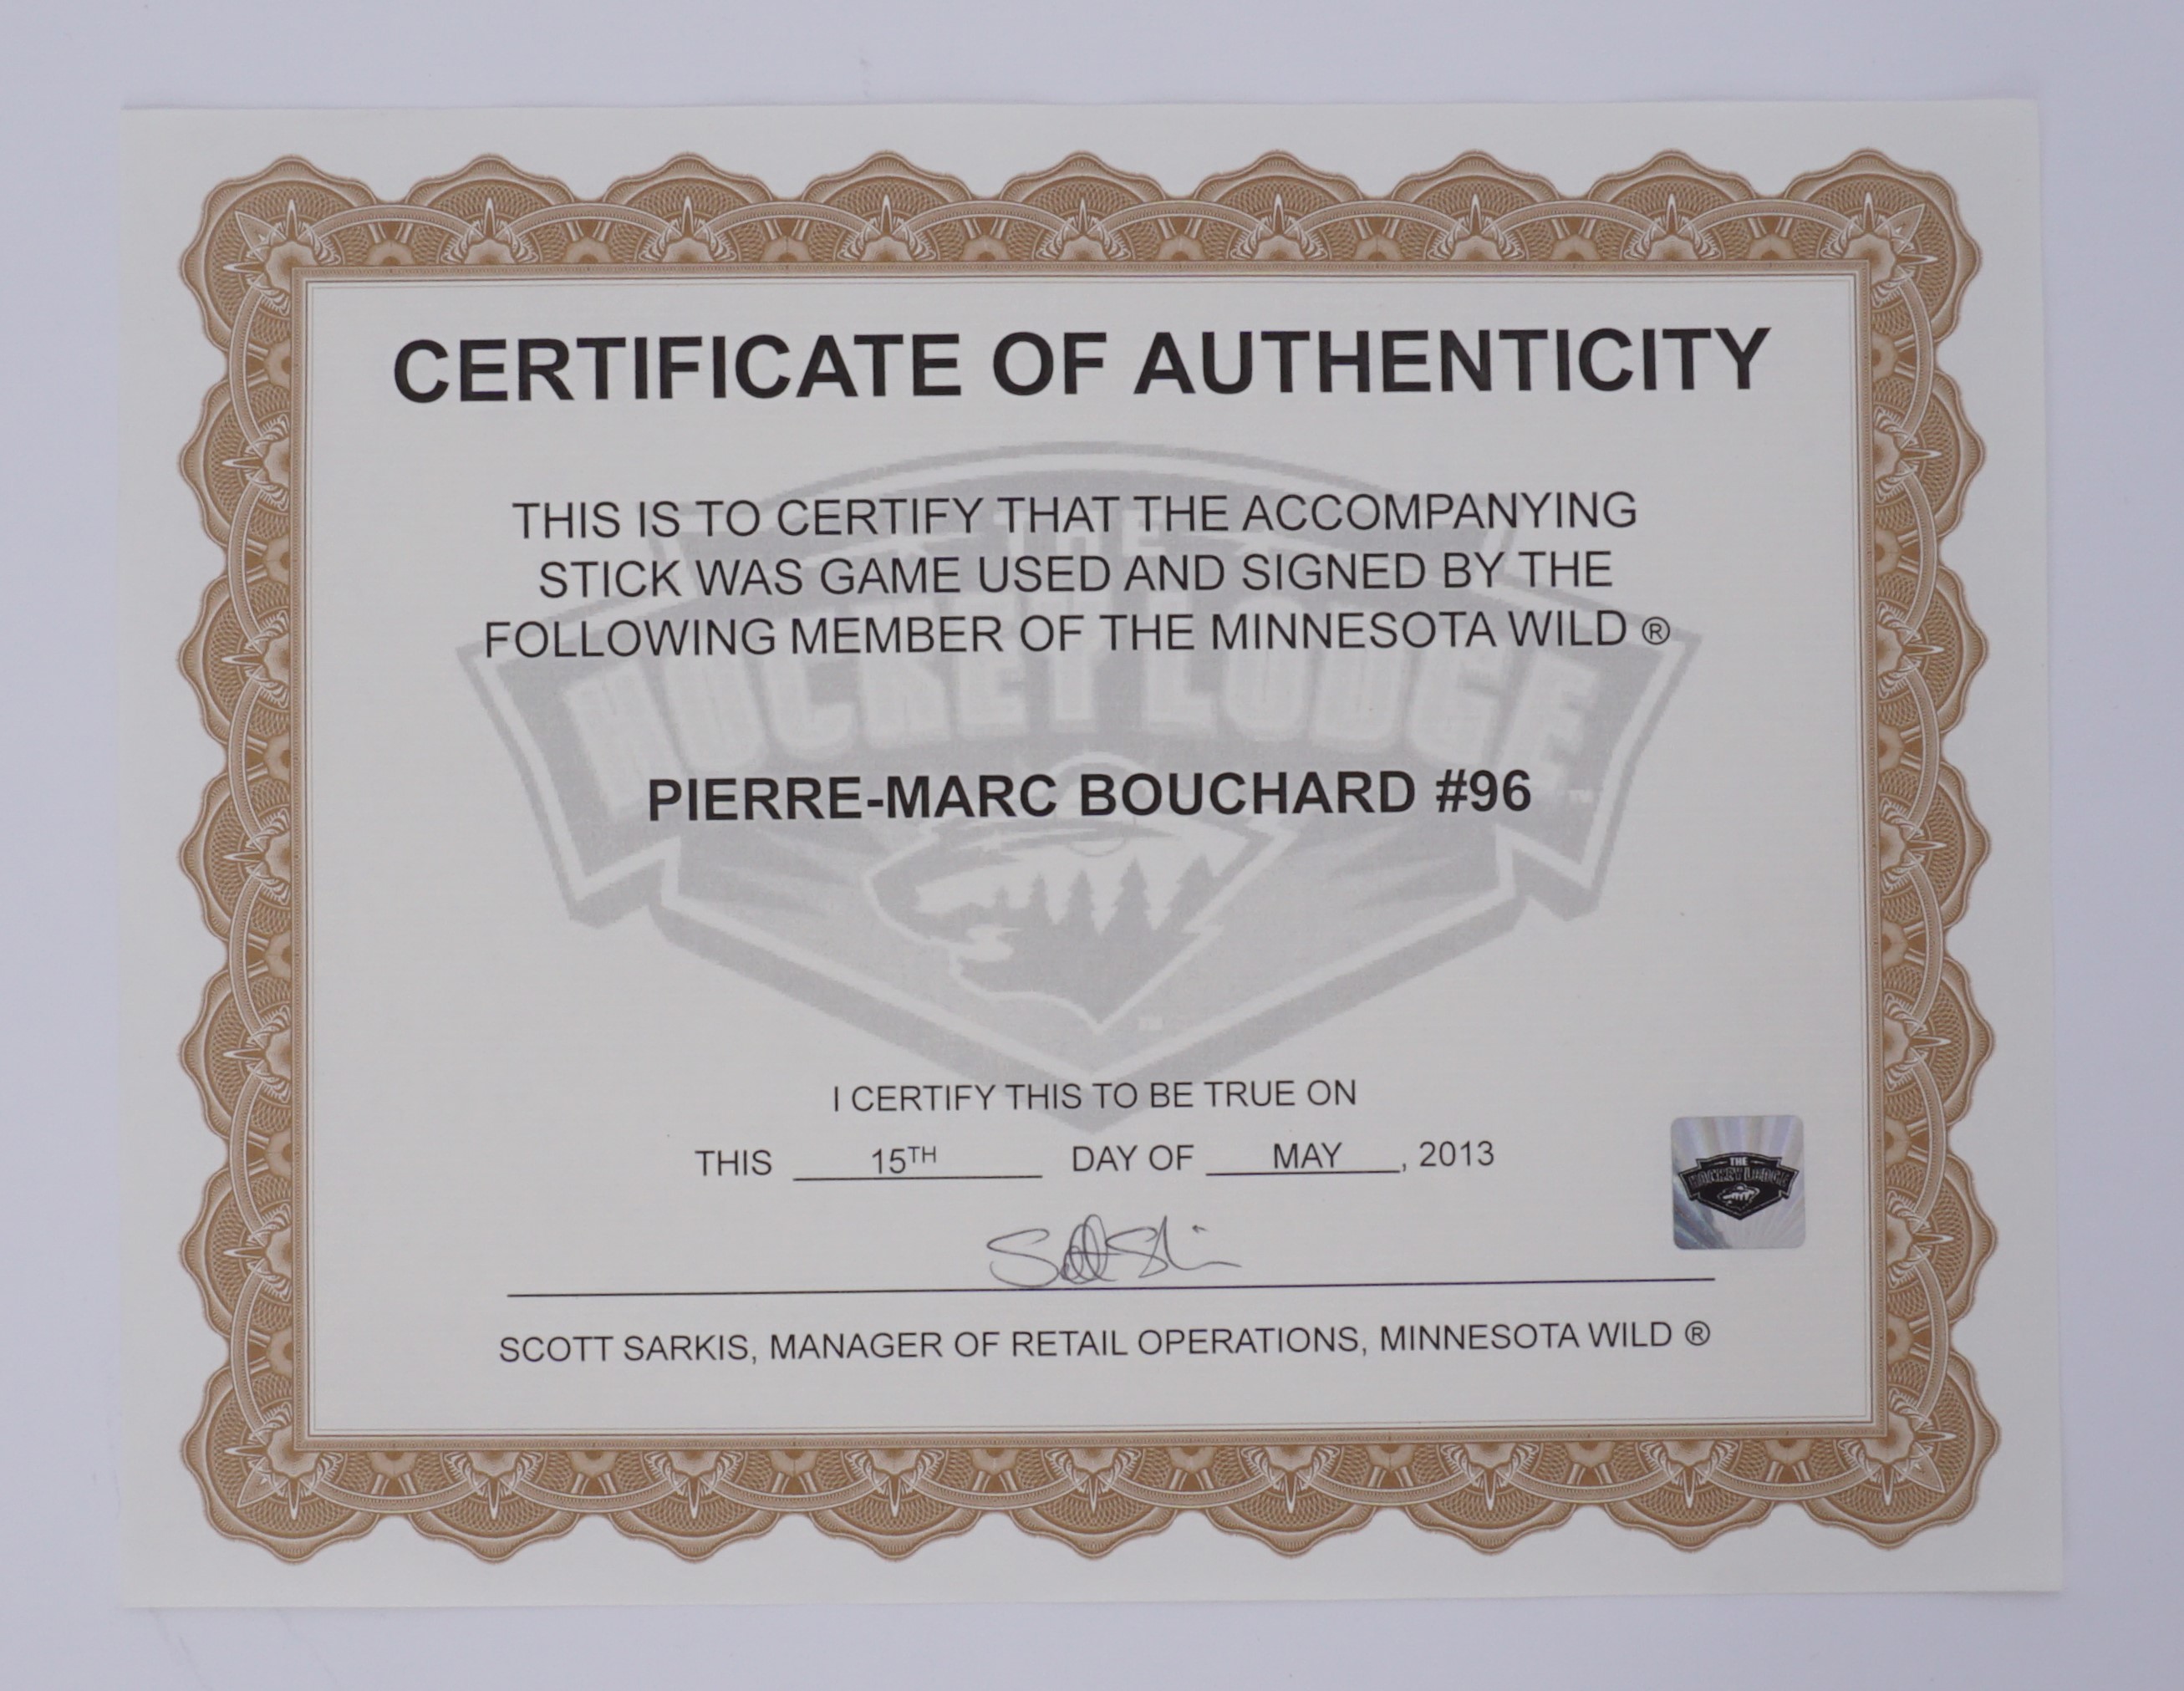 CERTIFICATE OF AUTHENTICITY
THIS IS TO CERTIFY THAT THE ACCOMPANYING
STICK WAS GAME USED AND SIGNED BY THE
FOLLOWING MEMBER OF THE MINNESOTA WILD ®
THE
HOCKEY LODGE
PIERRE-MARC BOUCHARD #96
I CERTIFY THIS TO BE TRUE ON
THIS 15TH DAY OF MAY, 2013
THE
HOCKEY LODGE
SCOTT SARKIS, MANAGER OF RETAIL OPERATIONS, MINNESOTA WILD ®